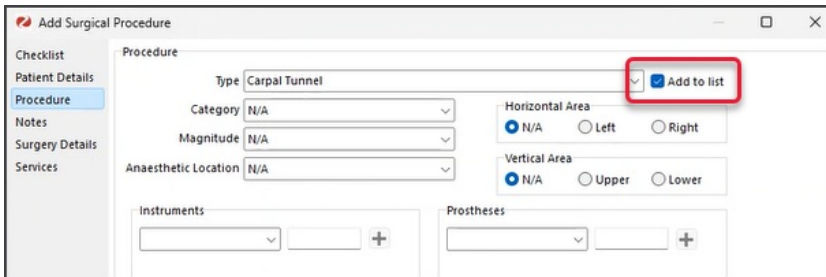 Add Surgical Procedure
Checklist
Patient Details
Procedure
Notes
Surgery Details
Services
Procedure
Type Carpal Tunnel Add to list
Category N/A
Magnitude N/A
Anaesthetic Location N/A
Horizontal Area
N/A Left Right
Vertical Area
N/A Upper Lower
Instruments
Prostheses